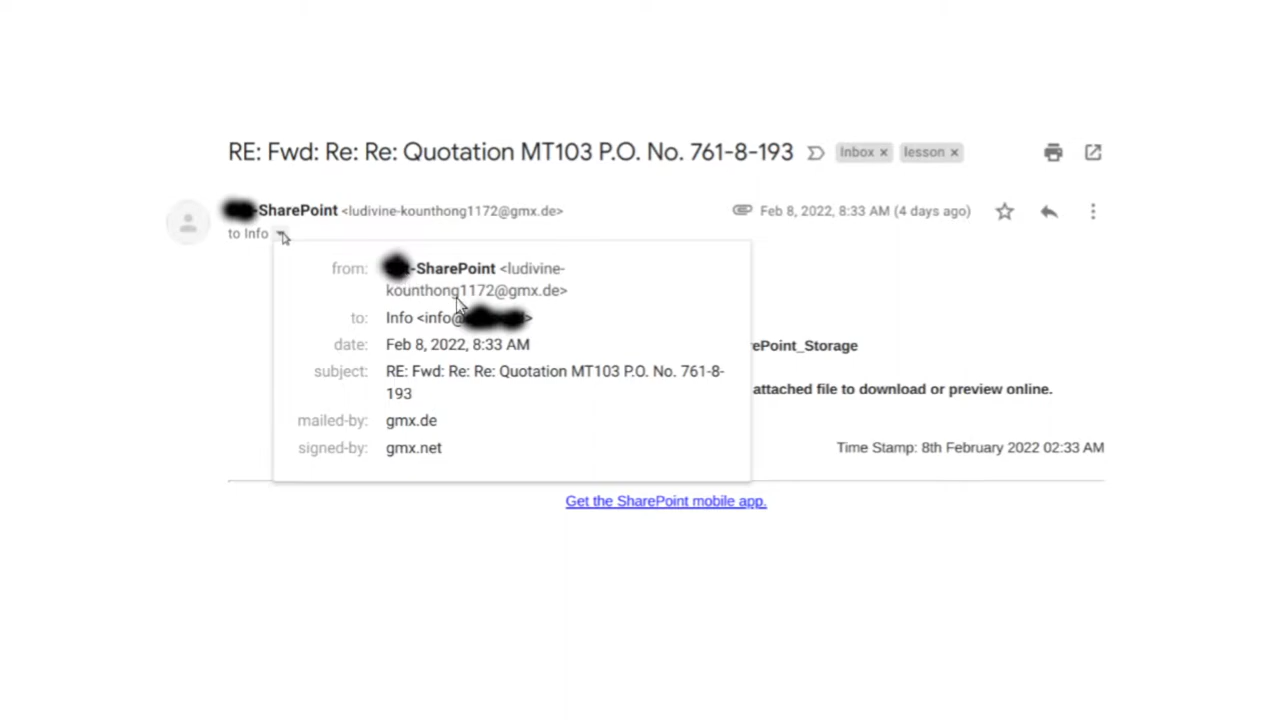 RE: Fwd: Re: Re: Quotation MT103 P.O. No. 761-8-193 Inbox × lesson ×
-SharePoint <ludivine-kounthong1172@gmx.de> Feb 8, 2022, 8:33 AM (4 days ago)
to Info
from: -SharePoint <ludivine-
kounthong1172@gmx.de>
to: Info <info@ >
date: Feb 8, 2022, 8:33 AM
subject: RE: Fwd: Re: Re: Quotation MT103 P.O. No. 761-8-
193
mailed-by: gmx.de
signed-by: gmx.net
ePoint_Storage
attached file to download or preview online.
Time Stamp: 8th February 2022 02:33 AM
Get the SharePoint mobile app.